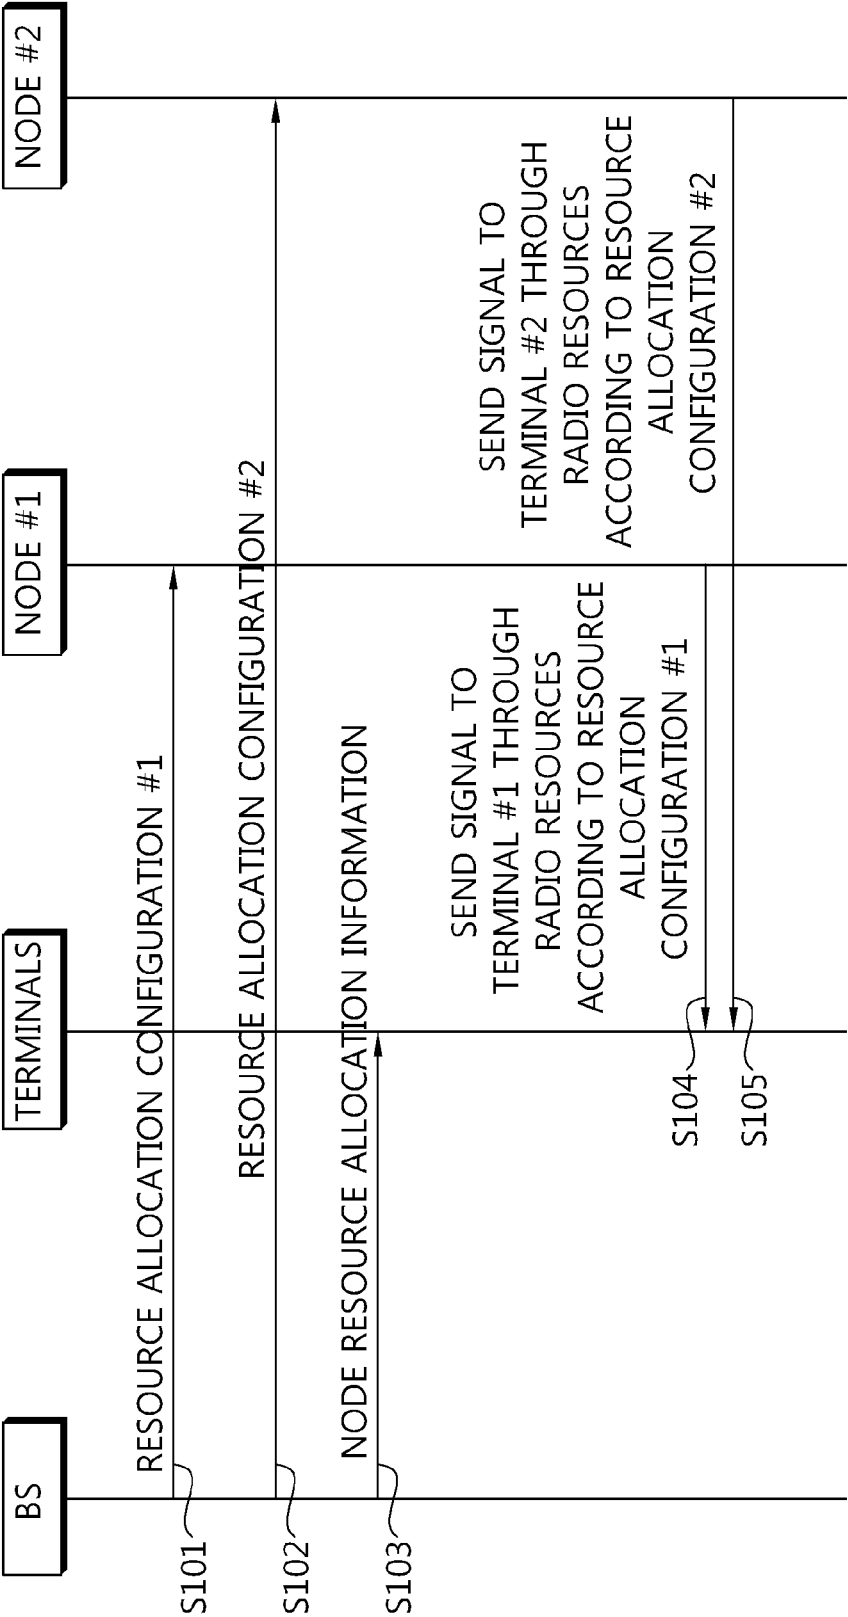 BS
TERMINALS
NODE #1
NODE #2
RESOURCE ALLOCATION CONFIGURATION #1
S101
RESOURCE ALLOCATION CONFIGURATION #2
S102
NODE RESOURCE ALLOCATION INFORMATION
S103
SEND SIGNAL TO
TERMINAL #1 THROUGH
RADIO RESOURCES
ACCORDING TO RESOURCE
ALLOCATION
CONFIGURATION #1
S104
SEND SIGNAL TO
TERMINAL #2 THROUGH
RADIO RESOURCES
ACCORDING TO RESOURCE
ALLOCATION
CONFIGURATION #2
S105